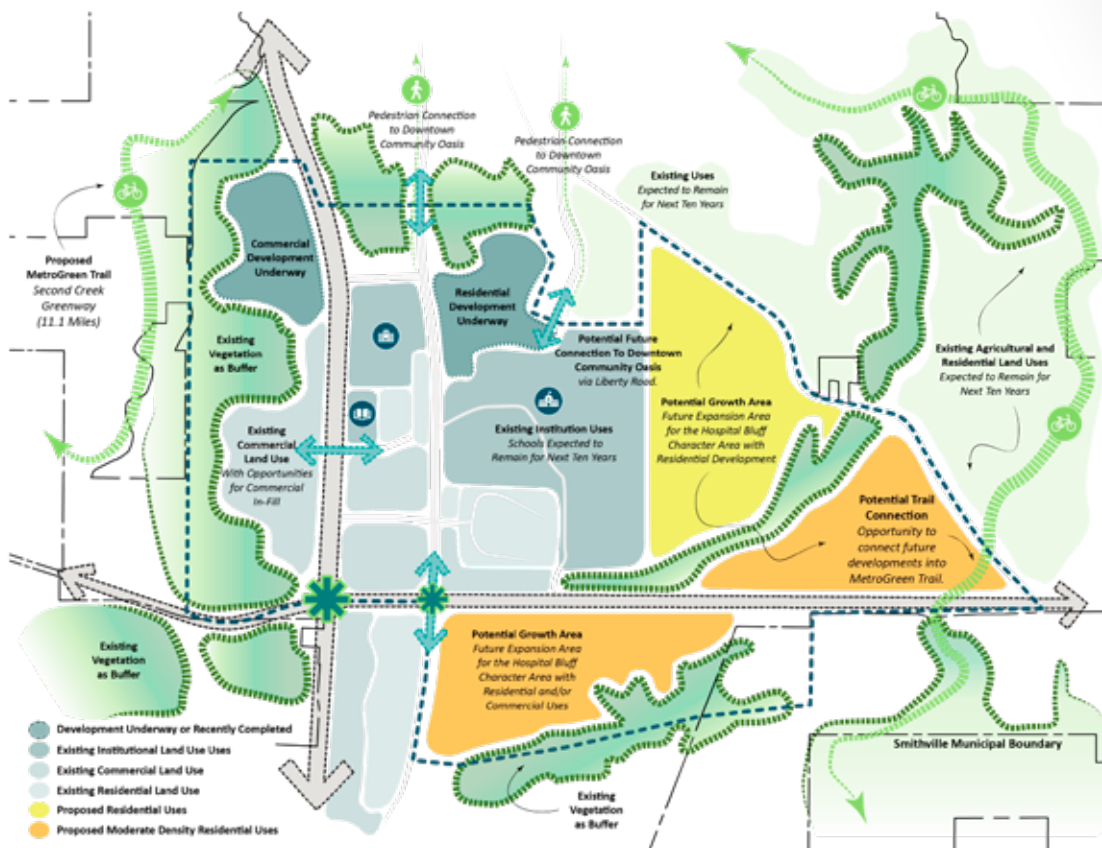 Pedestrian Connection
to Downtown
Community Oasis
Pedestrian Connection
to Downtown
Community Oasis
Existing Uses
Expected to Remain
for Next Ten Years
Proposed
MetroGreen Trail
Second Creek
Greenway
(11.1 Miles)
Commercial
Development
Underway
Residential
Development
Underway
Existing
Vegetation
as Buffer
Potential Future
Connection To Downtown
Community Oasis
via Liberty Road.
Existing Agricultural and
Residential Land Uses
Expected to Remain for
Next Ten Years
Existing
Commercial
Land Use
With Opportunities
for Commercial
In-Fill
Existing Institution Uses
Schools Expected to
Remain for Next Ten Years
Potential Growth Area
Future Expansion Area
for the Hospital Bluff
Character Area with
Residential Development
Potential Trail
Connection
Opportunity to
connect future
developments into
MetroGreen Trail.
Existing
Vegetation
as Buffer
Potential Growth Area
Future Expansion Area
for the Hospital Bluff
Character Area with
Residential and/or
Commercial Uses
Smithville Municipal Boundary
Existing
Vegetation
as Buffer
Development Underway or Recently Completed
Existing Institutional Land Use Uses
Existing Commercial Land Use
Existing Residential Land Use
Proposed Residential Uses
Proposed Moderate Density Residential Uses